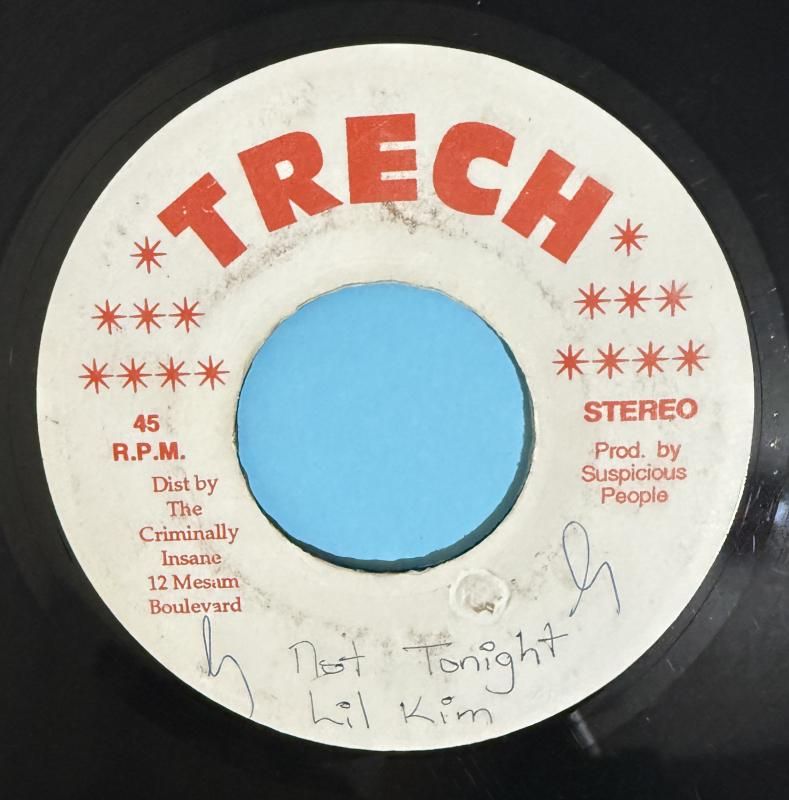 TRECH
45
R.P.M.
Dist by
The
Criminally
Insane
12 Mesam
Boulevard
STEREO
Prod. by
Suspicious
People
Not Tonight
Lil Kim